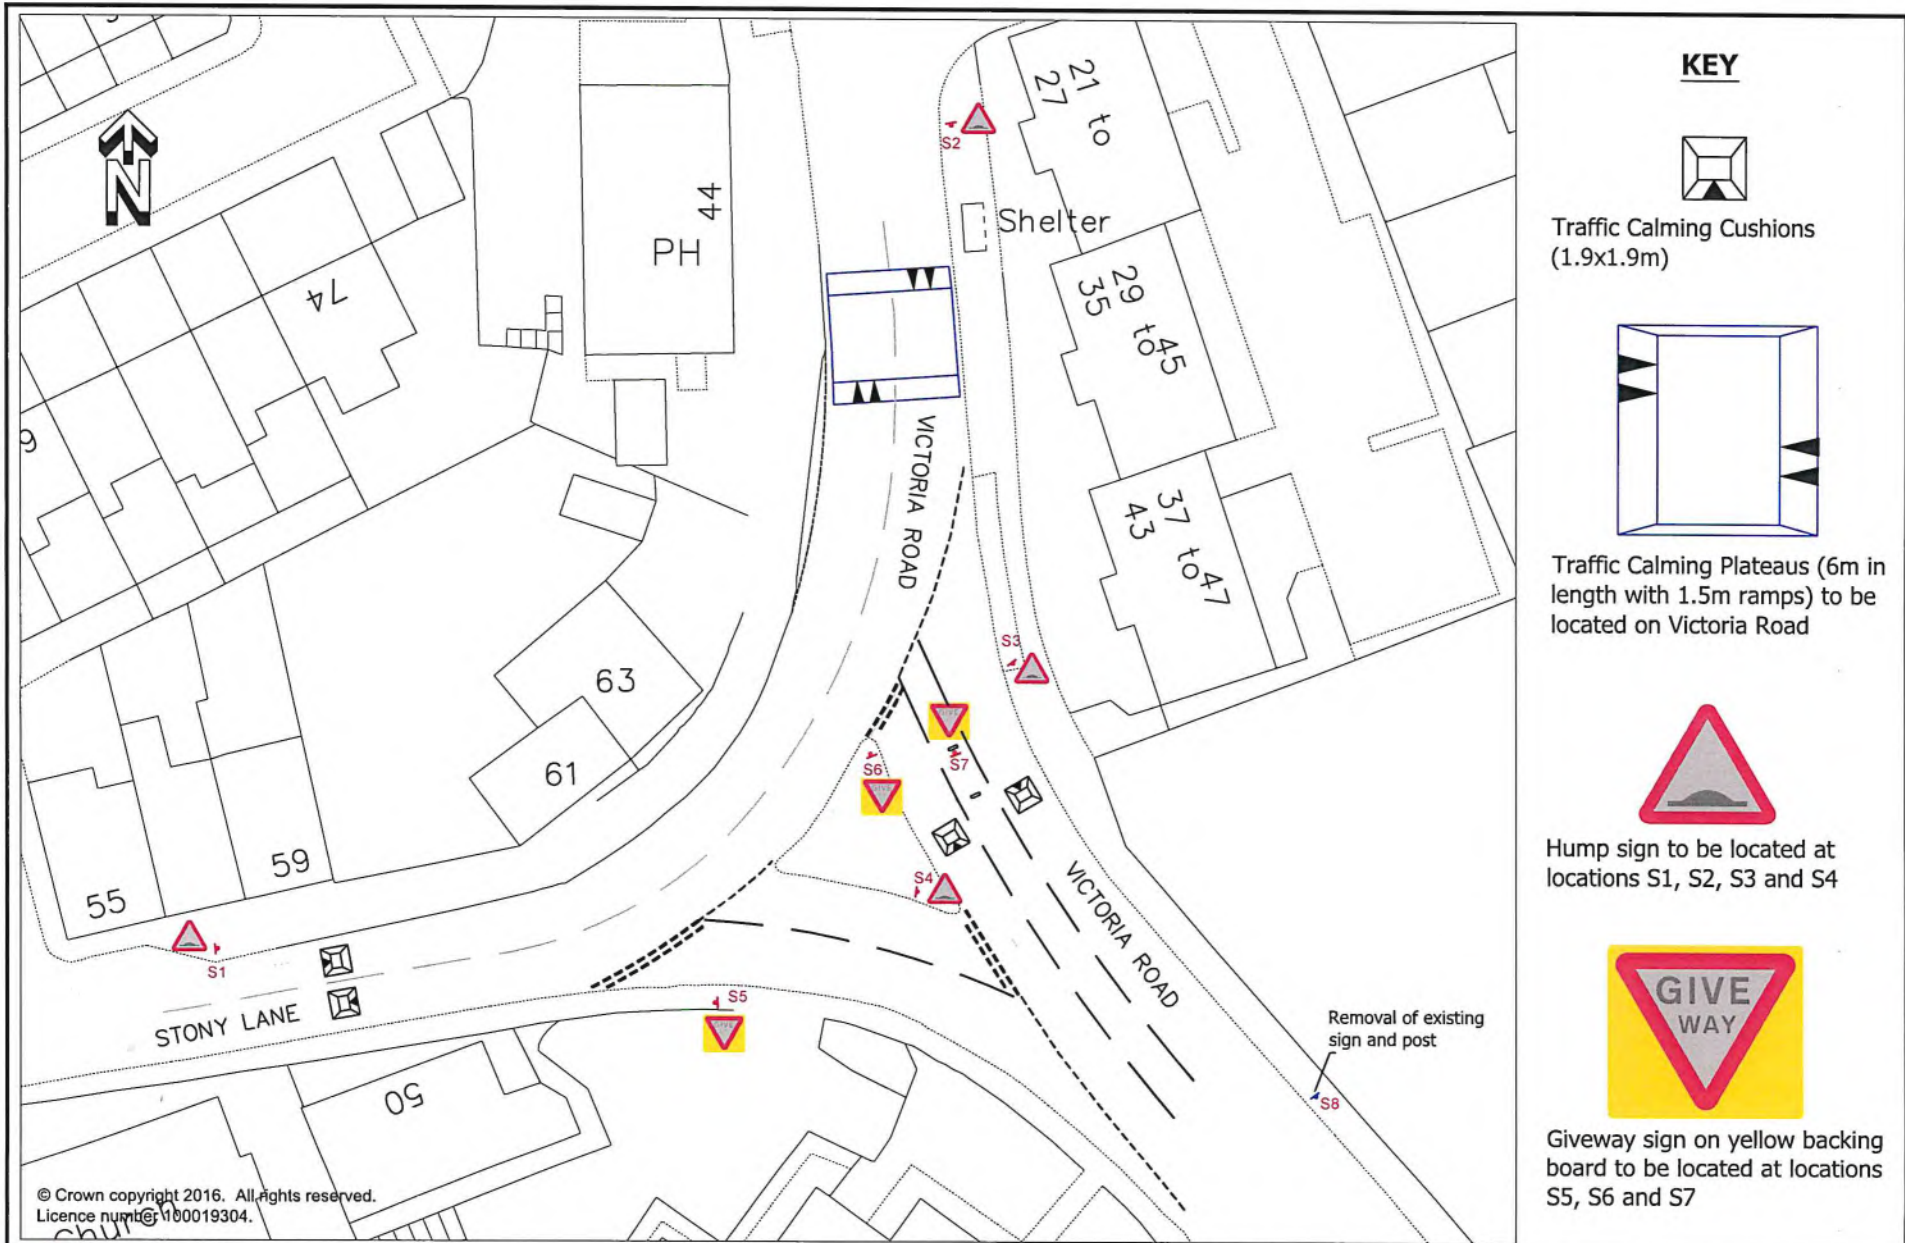 N
74
PH
44
Shelter
21 to
27
29 to 45
35
37 to 47
43
VICTORIA ROAD
63
61
59
55
50
9
STONY LANE
VICTORIA ROAD
S1
S2
S3
S4
S5
S6
S7
S8
GIVE
GIVE
GIVE
Removal of existing
sign and post
Church
© Crown copyright 2016. All rights reserved.
Licence number 100019304.
KEY
Traffic Calming Cushions
(1.9x1.9m)
Traffic Calming Plateaus (6m in
length with 1.5m ramps) to be
located on Victoria Road
Hump sign to be located at
locations S1, S2, S3 and S4
GIVE
WAY
Giveway sign on yellow backing
board to be located at locations
S5, S6 and S7